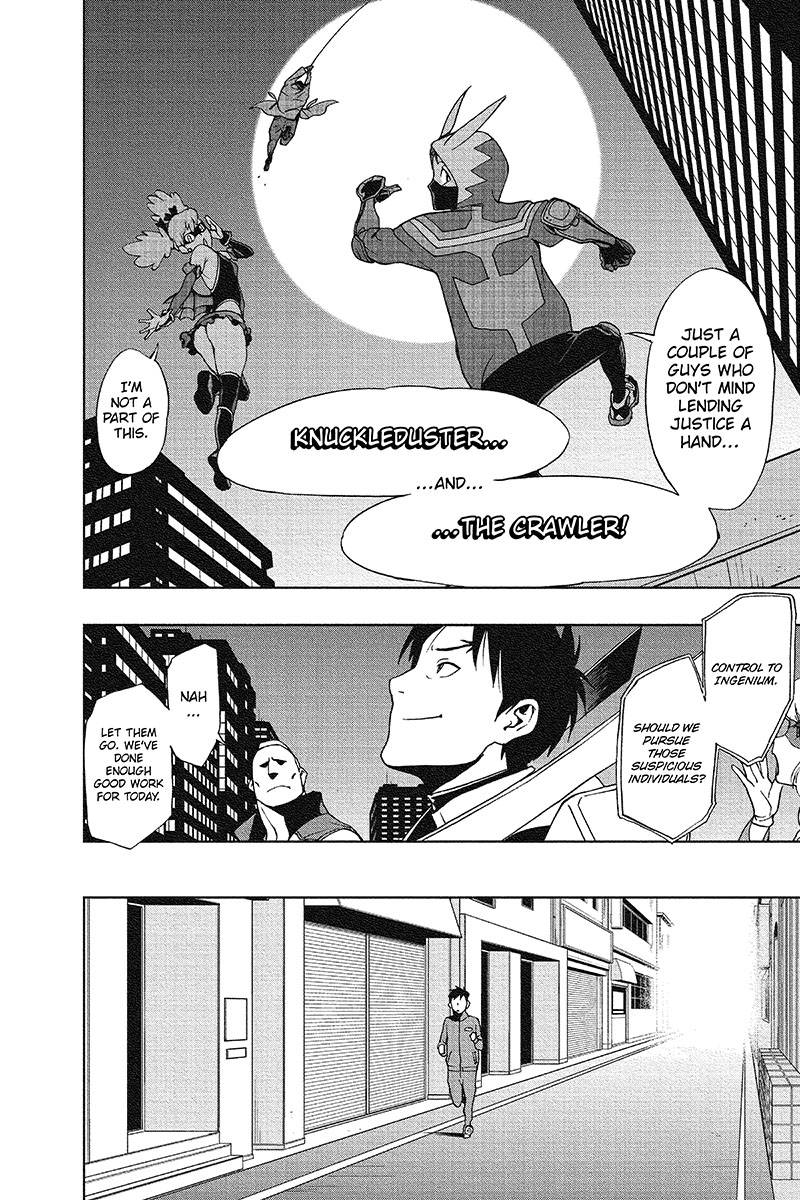 JUST A
COUPLE OF
GUYS WHO
DON'T MIND
LENDING
JUSTICE A
HAND...
KNUCKLEDUSTER...
...AND...
...THE CRAWLER!
I'M
NOT A
PART OF
THIS.
CONTROL TO
INGENIUM.
SHOULD WE
PURSUE
THOSE
SUSPICIOUS
INDIVIDUALS?
NAH
...
LET THEM
GO. WE'VE
DONE
ENOUGH
GOOD WORK
FOR TODAY.